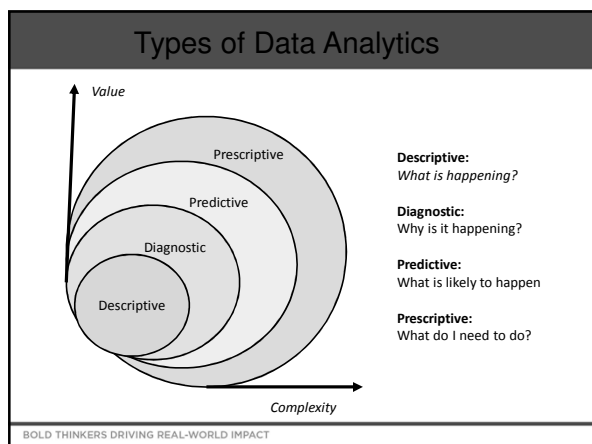 Types of Data Analytics
Value
Prescriptive
Predictive
Diagnostic
Descriptive
Complexity
Descriptive:
What is happening?
Diagnostic:
Why is it happening?
Predictive:
What is likely to happen
Prescriptive:
What do I need to do?
BOLD THINKERS DRIVING REAL-WORLD IMPACT